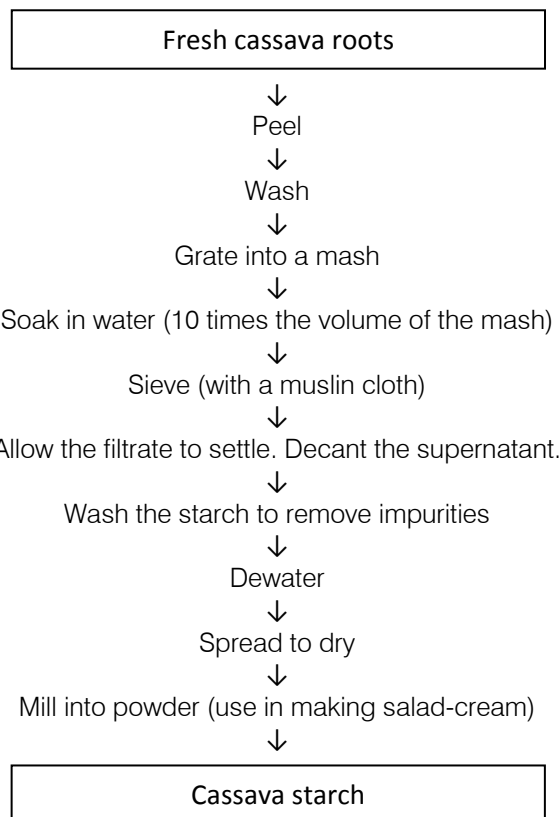 Fresh cassava roots
↓
Peel
↓
Wash
↓
Grate into a mash
↓
Soak in water (10 times the volume of the mash)
↓
Sieve (with a muslin cloth)
↓
Allow the filtrate to settle. Decant the supernatant.
↓
Wash the starch to remove impurities
↓
Dewater
↓
Spread to dry
↓
Mill into powder (use in making salad-cream)
↓
Cassava starch